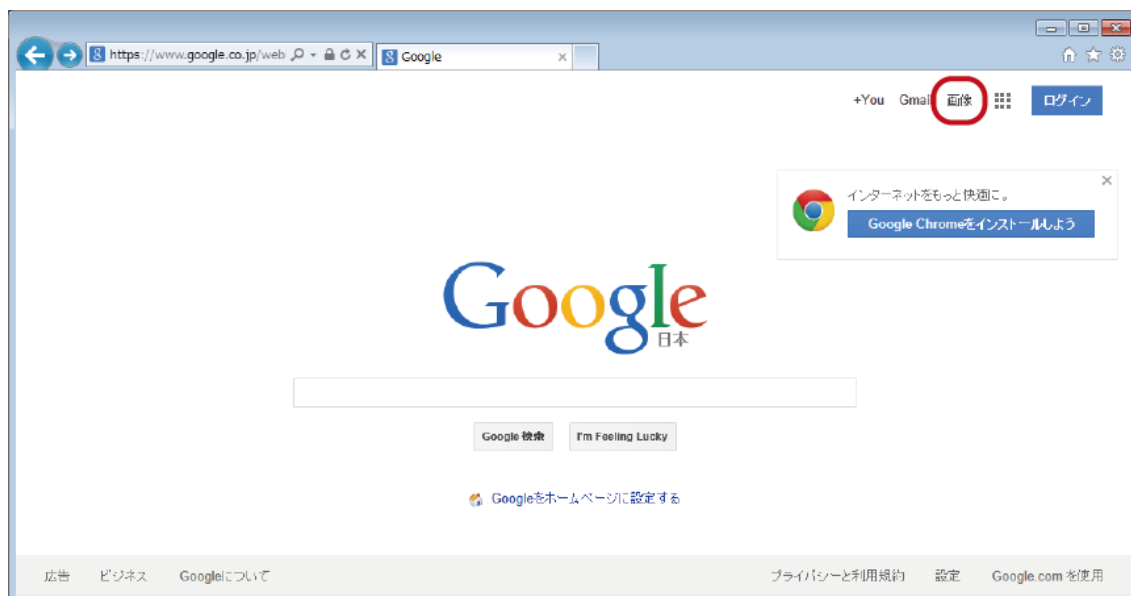 https://www.google.co.jp/web
Google
+You Gmail 画像 ログイン
インターネットをもっと快適に。
Google Chromeをインストールしよう
Google
日本
Google 検索 I'm Feeling Lucky
Googleをホームページに設定する
広告 ビジネス Googleについて プライバシーと利用規約 設定 Google.com を使用